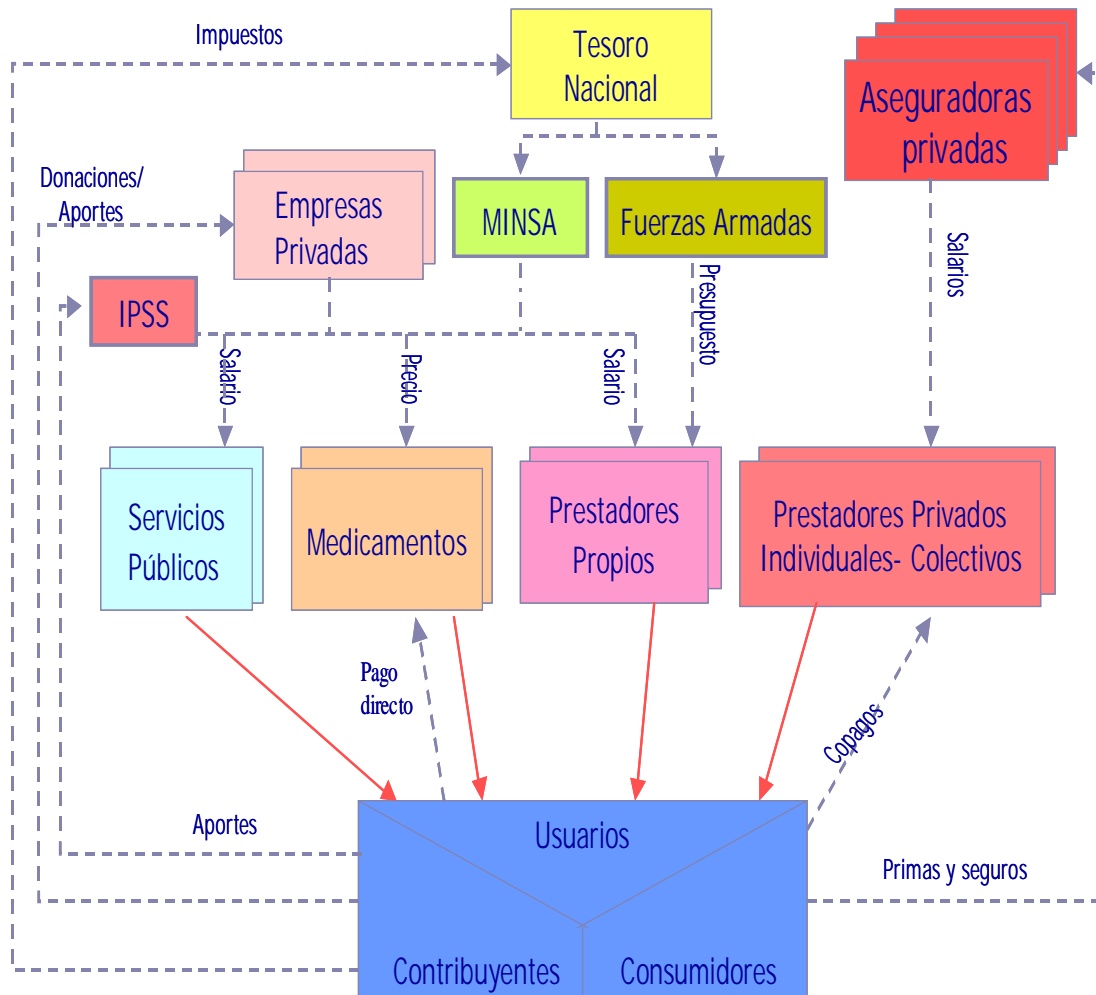 Impuestos
Tesoro
Nacional
Aseguradoras
privadas
Donaciones/
Aportes
Empresas
Privadas
MINSA
Fuerzas Armadas
IPSS
Salarios
Presupuesto
Salario
Precio
Salario
Servicios
Públicos
Medicamentos
Prestadores
Propios
Prestadores Privados
Individuales- Colectivos
Pago
directo
Copagos
Aportes
Usuarios
Primas y seguros
Contribuyentes
Consumidores